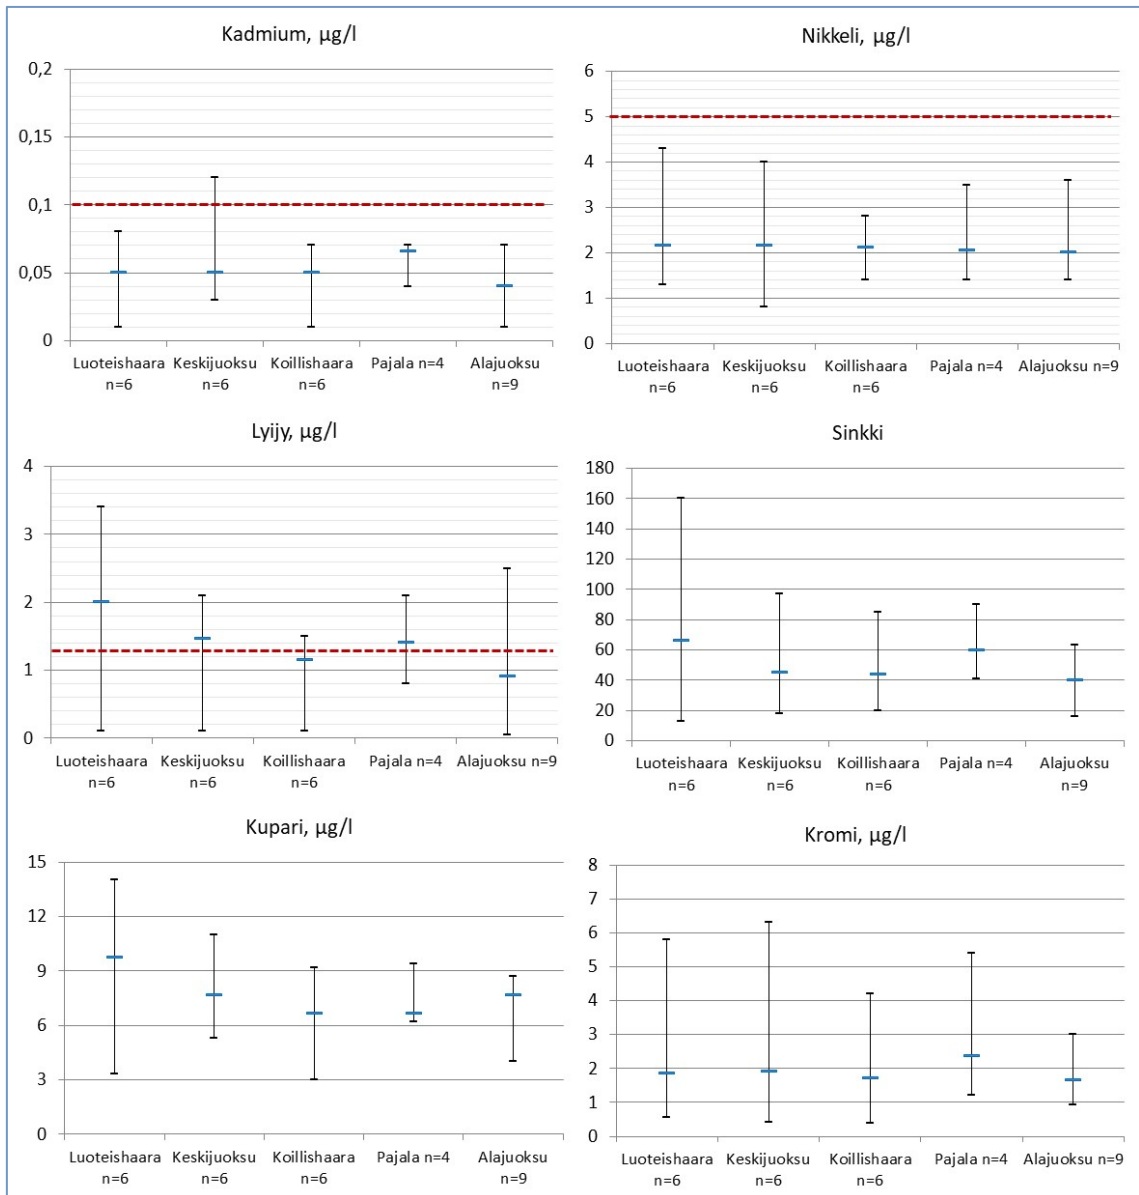 Kadmium, µg/l
0,2
0,15
0,1
0,05
0
Luoteishaara Keskijuoksu Koillishaara Pajala n=4 Alajuoksu
n=6 n=6 n=6 n=9
Nikkeli, µg/l
6
5
4
3
2
1
0
Luoteishaara Keskijuoksu Koillishaara Pajala n=4 Alajuoksu n=9
n=6 n=6 n=6
Lyijy, µg/l
4
3
2
1
0
Luoteishaara Keskijuoksu Koillishaara Pajala n=4 Alajuoksu n=9
n=6 n=6 n=6
Sinkki
180
160
140
120
100
80
60
40
20
0
Luoteishaara Keskijuoksu Koillishaara Pajala n=4 Alajuoksu
n=6 n=6 n=6 n=9
Kupari, µg/l
15
12
9
6
3
0
Luoteishaara Keskijuoksu Koillishaara Pajala n=4 Alajuoksu
n=6 n=6 n=6 n=9
Kromi, µg/l
8
7
6
5
4
3
2
1
0
Luoteishaara Keskijuoksu Koillishaara Pajala n=4 Alajuoksu n=9
n=6 n=6 n=6